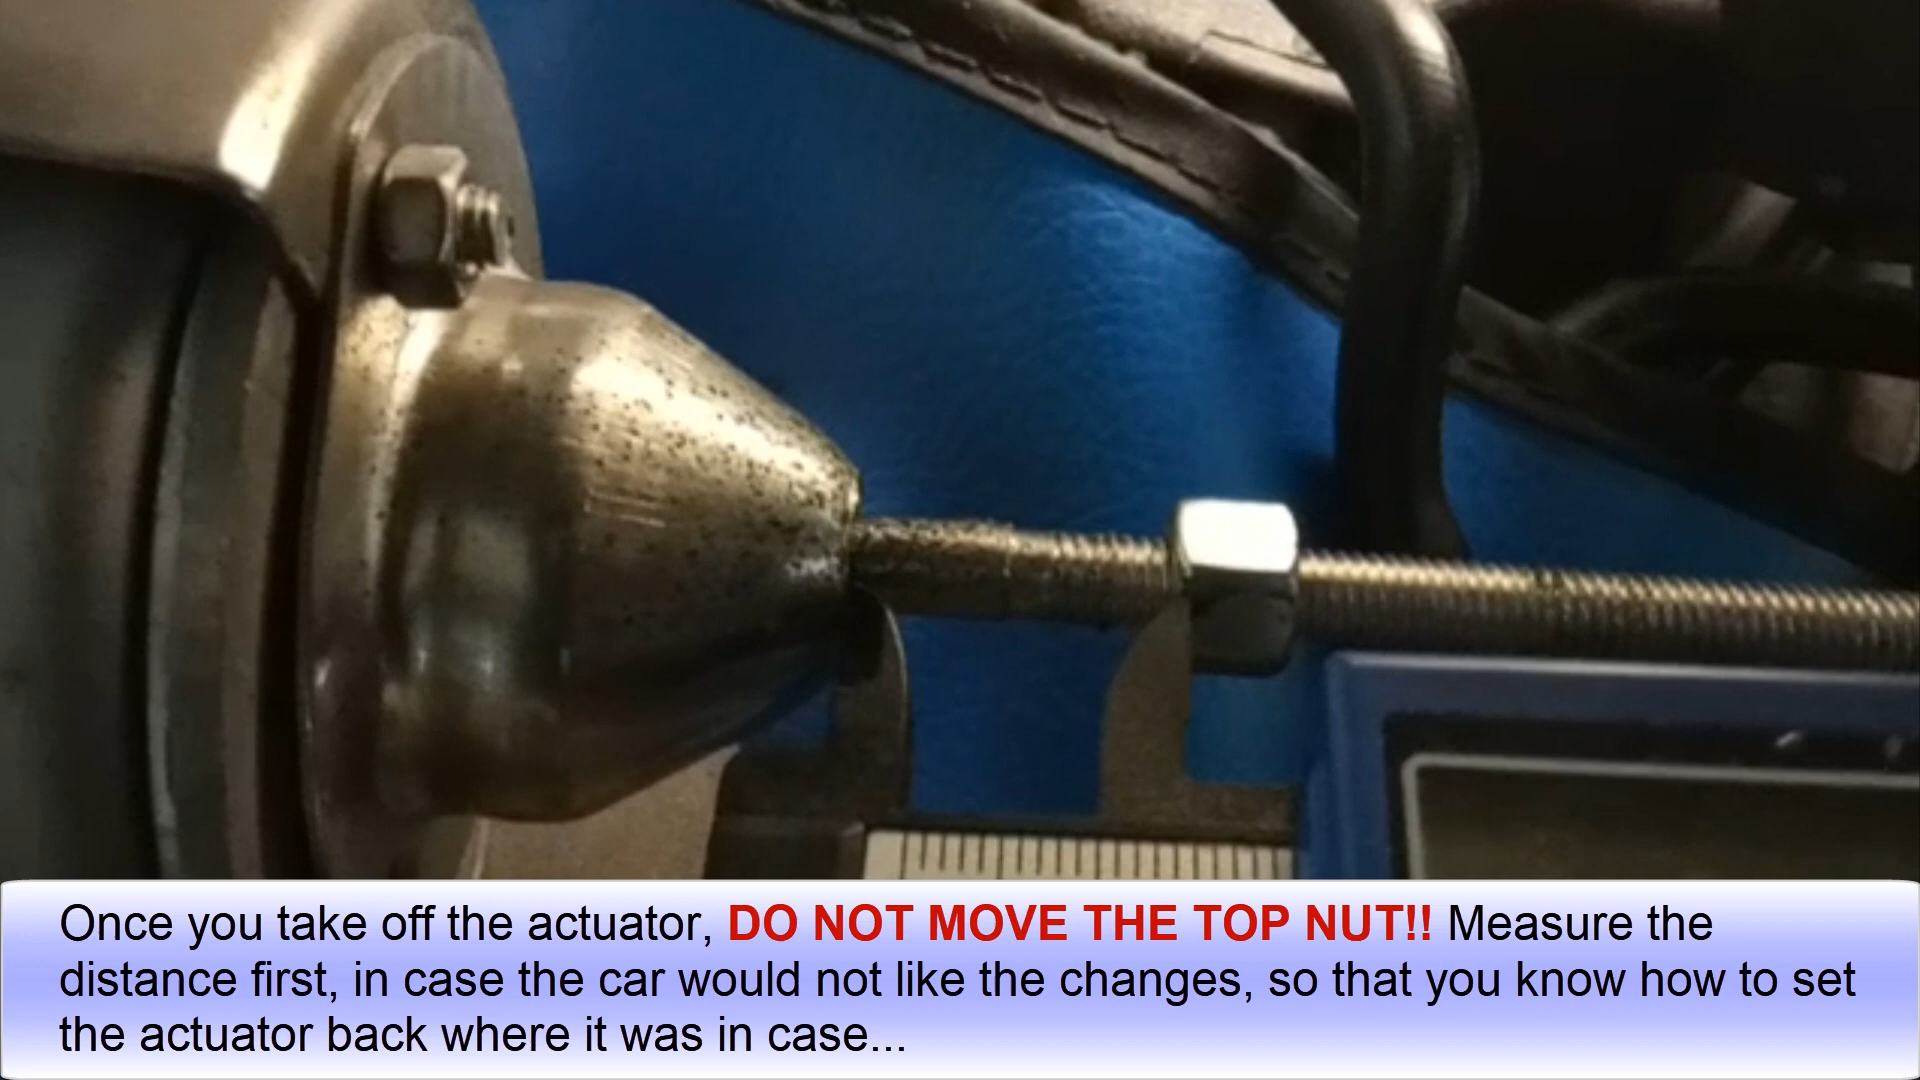 Once you take off the actuator, DO NOT MOVE THE TOP NUT!! Measure the
distance first, in case the car would not like the changes, so that you know how to set
the actuator back where it was in case...